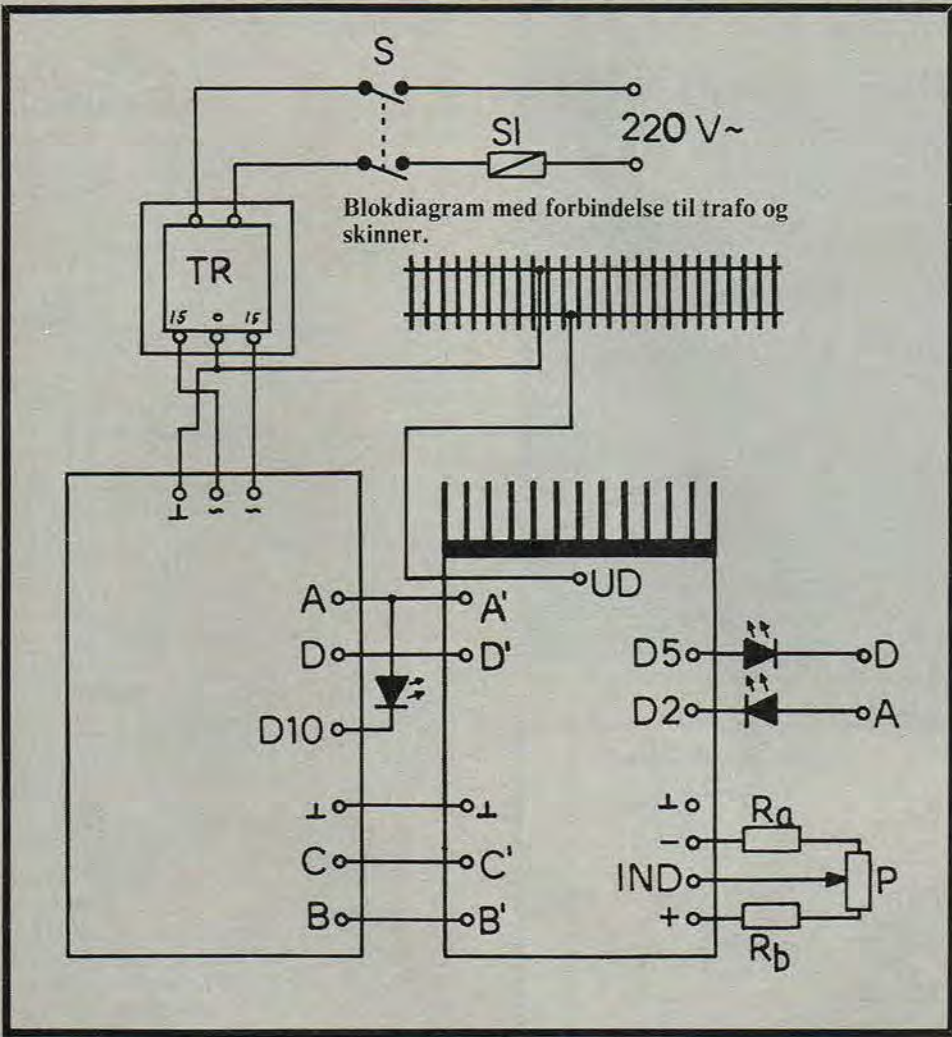 S
220 V~
SI
Blokdiagram med forbindelse til trafo og
skinner.
TR
15 0 15
⊥ ~ ~
UD
A A'
D D'
D5 D
D10
D2 A
⊥ ⊥
⊥
Ra
-
C C'
IND P
B B'
+
Rb